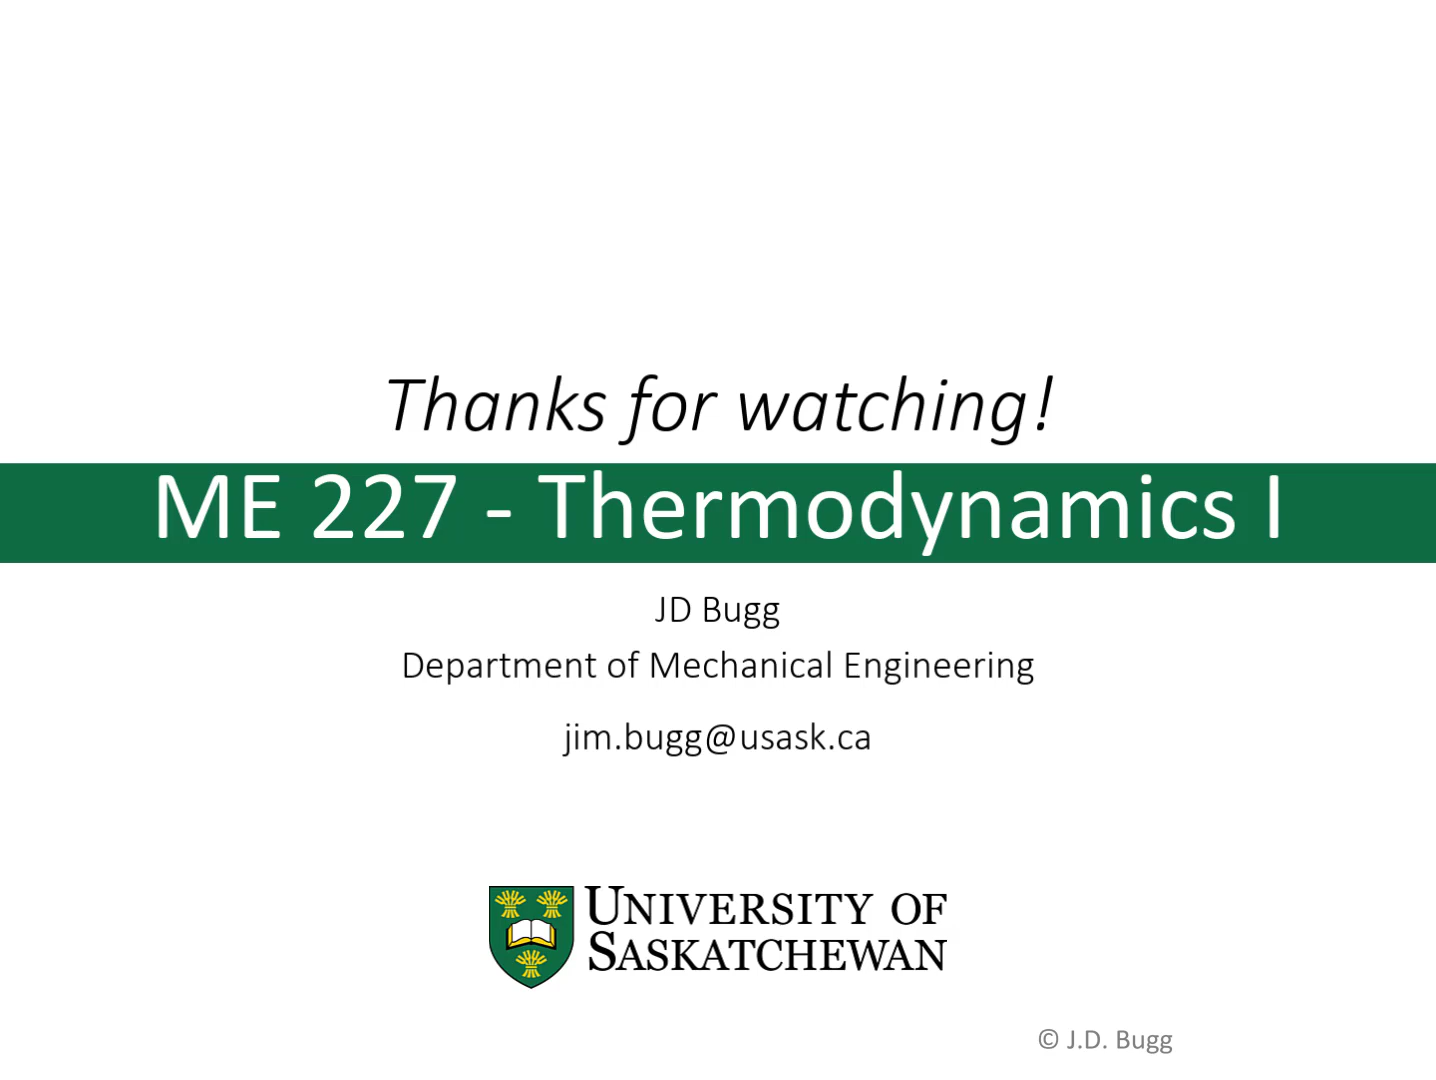 Thanks for watching!
ME 227 - Thermodynamics I
JD Bugg
Department of Mechanical Engineering
jim.bugg@usask.ca
UNIVERSITY OF
SASKATCHEWAN
© J.D. Bugg